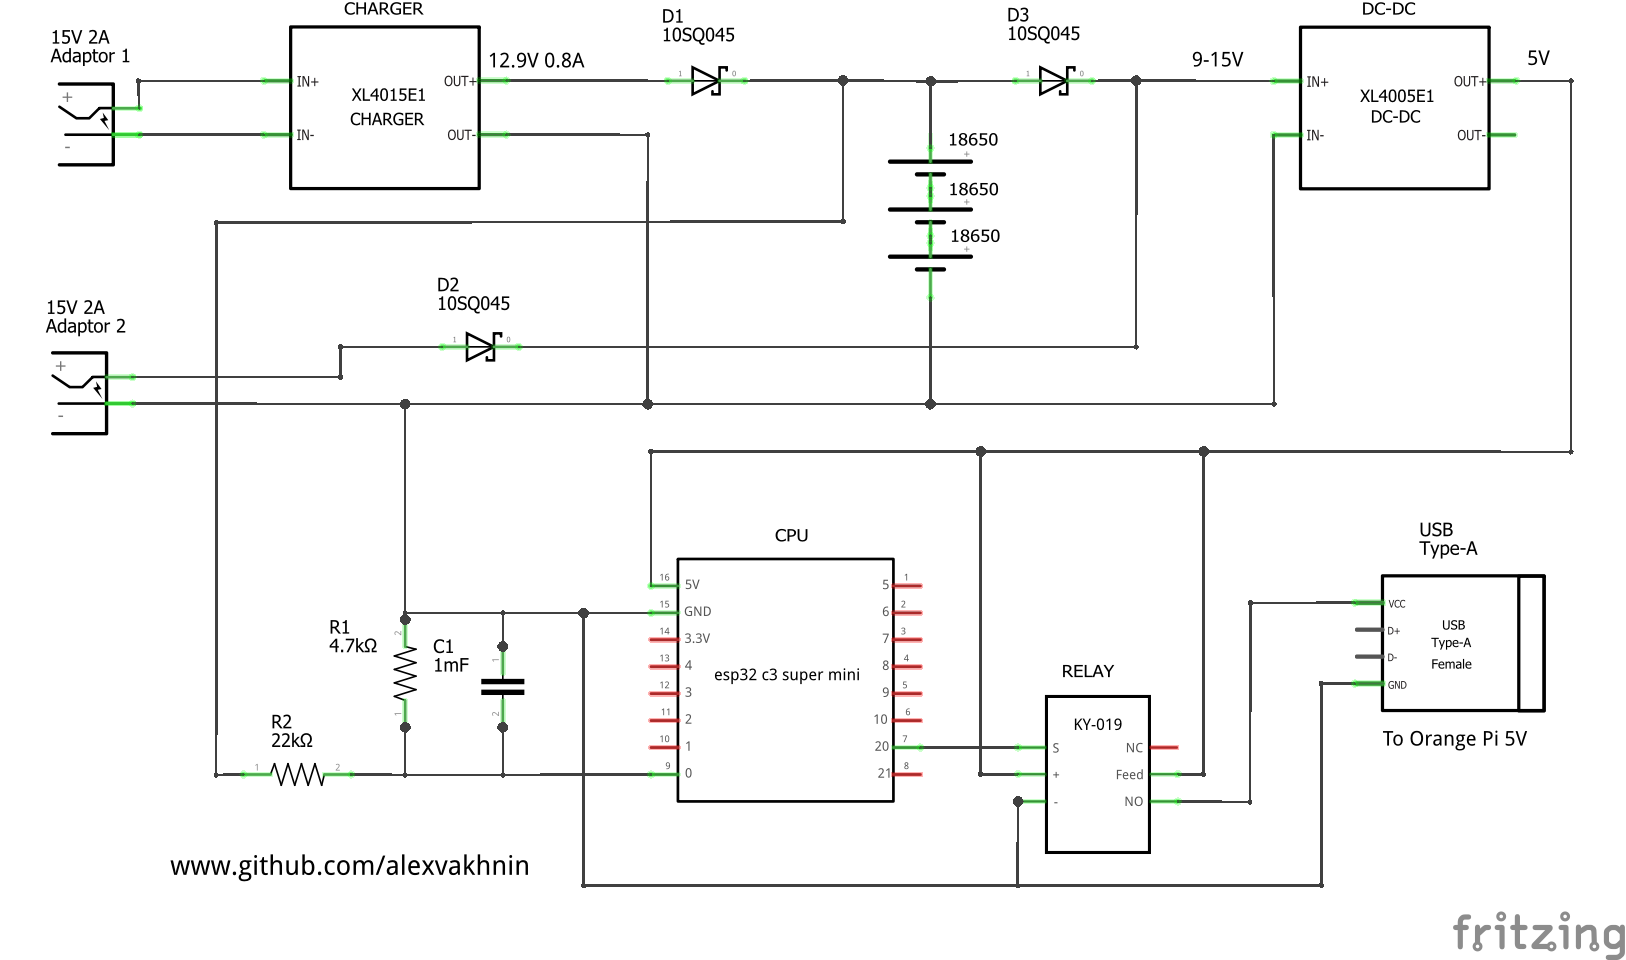 CHARGER
15V 2A
Adaptor 1
+
-
IN+
IN-
XL4015E1
CHARGER
OUT+
OUT-
12.9V 0.8A
D1
10SQ045
1
0
D3
10SQ045
1
0
9-15V
DC-DC
IN+
IN-
XL4005E1
DC-DC
OUT+
OUT-
5V
18650
+
18650
+
18650
+
15V 2A
Adaptor 2
+
-
D2
10SQ045
1
0
CPU
16
5V
15
GND
14
3.3V
13
4
12
3
11
2
10
1
9
0
esp32 c3 super mini
5
1
6
2
7
3
8
4
9
5
10
6
20
7
21
8
R1
4.7kΩ
2
1
C1
1mF
1
2
R2
22kΩ
1
2
RELAY
KY-019
S
+
-
NC
Feed
NO
USB
Type-A
VCC
D+
D-
GND
USB
Type-A
Female
To Orange Pi 5V
www.github.com/alexvakhnin
fritzing